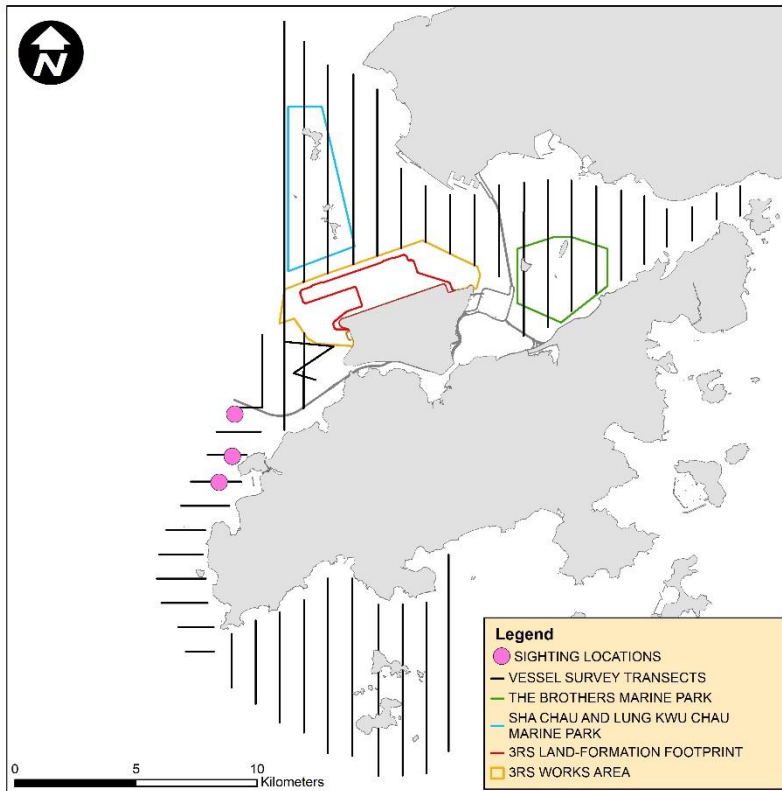 N
Legend
SIGHTING LOCATIONS
VESSEL SURVEY TRANSECTS
THE BROTHERS MARINE PARK
SHA CHAU AND LUNG KWU CHAU
MARINE PARK
3RS LAND-FORMATION FOOTPRINT
3RS WORKS AREA
0 5 10
Kilometers